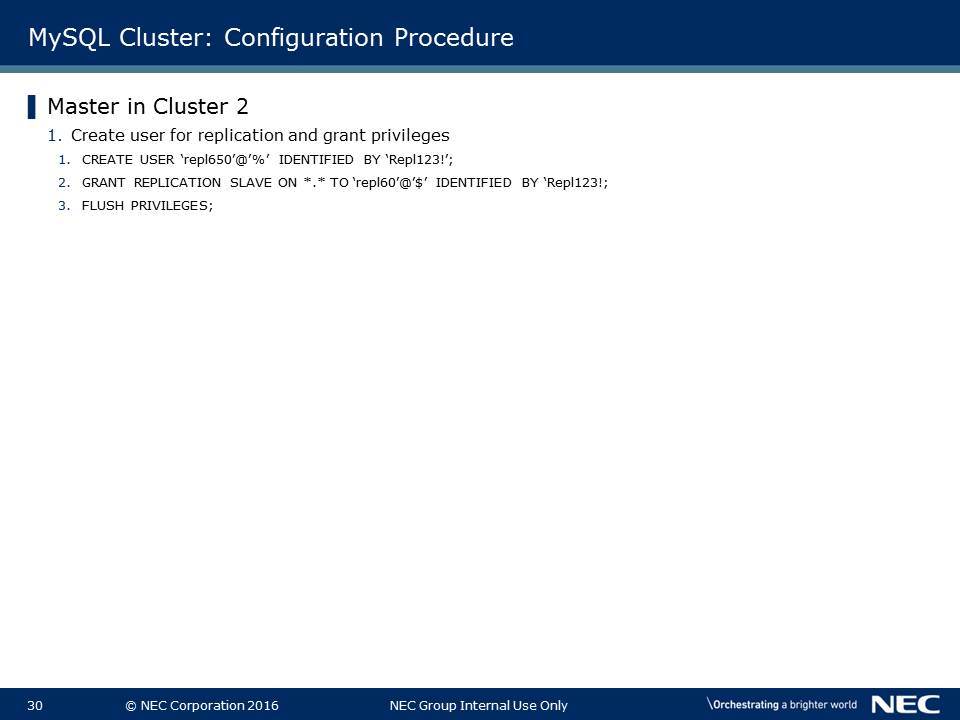 MySQL Cluster: Configuration Procedure
Master in Cluster 2
1. Create user for replication and grant privileges
1. CREATE USER ‘repl650’@’%’ IDENTIFIED BY ‘Repl123!’;
2. GRANT REPLICATION SLAVE ON *.* TO ‘repl60’@’$’ IDENTIFIED BY ‘Repl123!;
3. FLUSH PRIVILEGES;
30 © NEC Corporation 2016 NEC Group Internal Use Only \Orchestrating a brighter world NEC